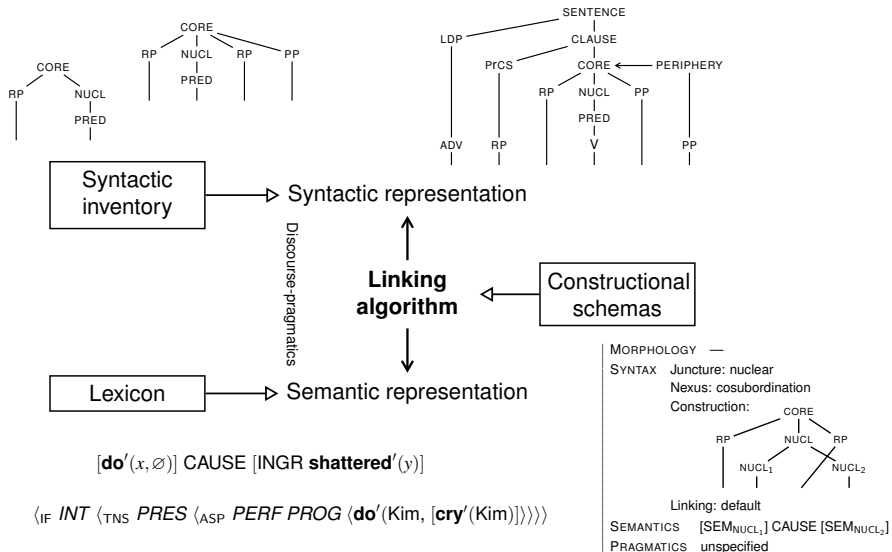 CORE
RP NUCL
PRED
CORE
RP NUCL RP PP
PRED
SENTENCE
LDP CLAUSE
PrCS CORE PERIPHERY
RP NUCL PP
PRED
ADV RP V PP
Syntactic
inventory
Syntactic representation
Discourse-pragmatics
Linking
algorithm
Constructional
schemas
Lexicon
Semantic representation
[do′(x, ∅)] CAUSE [INGR shattered′(y)]
⟨IF INT ⟨TNS PRES ⟨ASP PERF PROG ⟨do′(Kim, [cry′(Kim)]⟩⟩⟩⟩
MORPHOLOGY —
SYNTAX Juncture: nuclear
Nexus: cosubordination
Construction:
CORE
RP NUCL RP
NUCL₁ NUCL₂
Linking: default
SEMANTICS [SEM_NUCL₁] CAUSE [SEM_NUCL₂]
PRAGMATICS unspecified